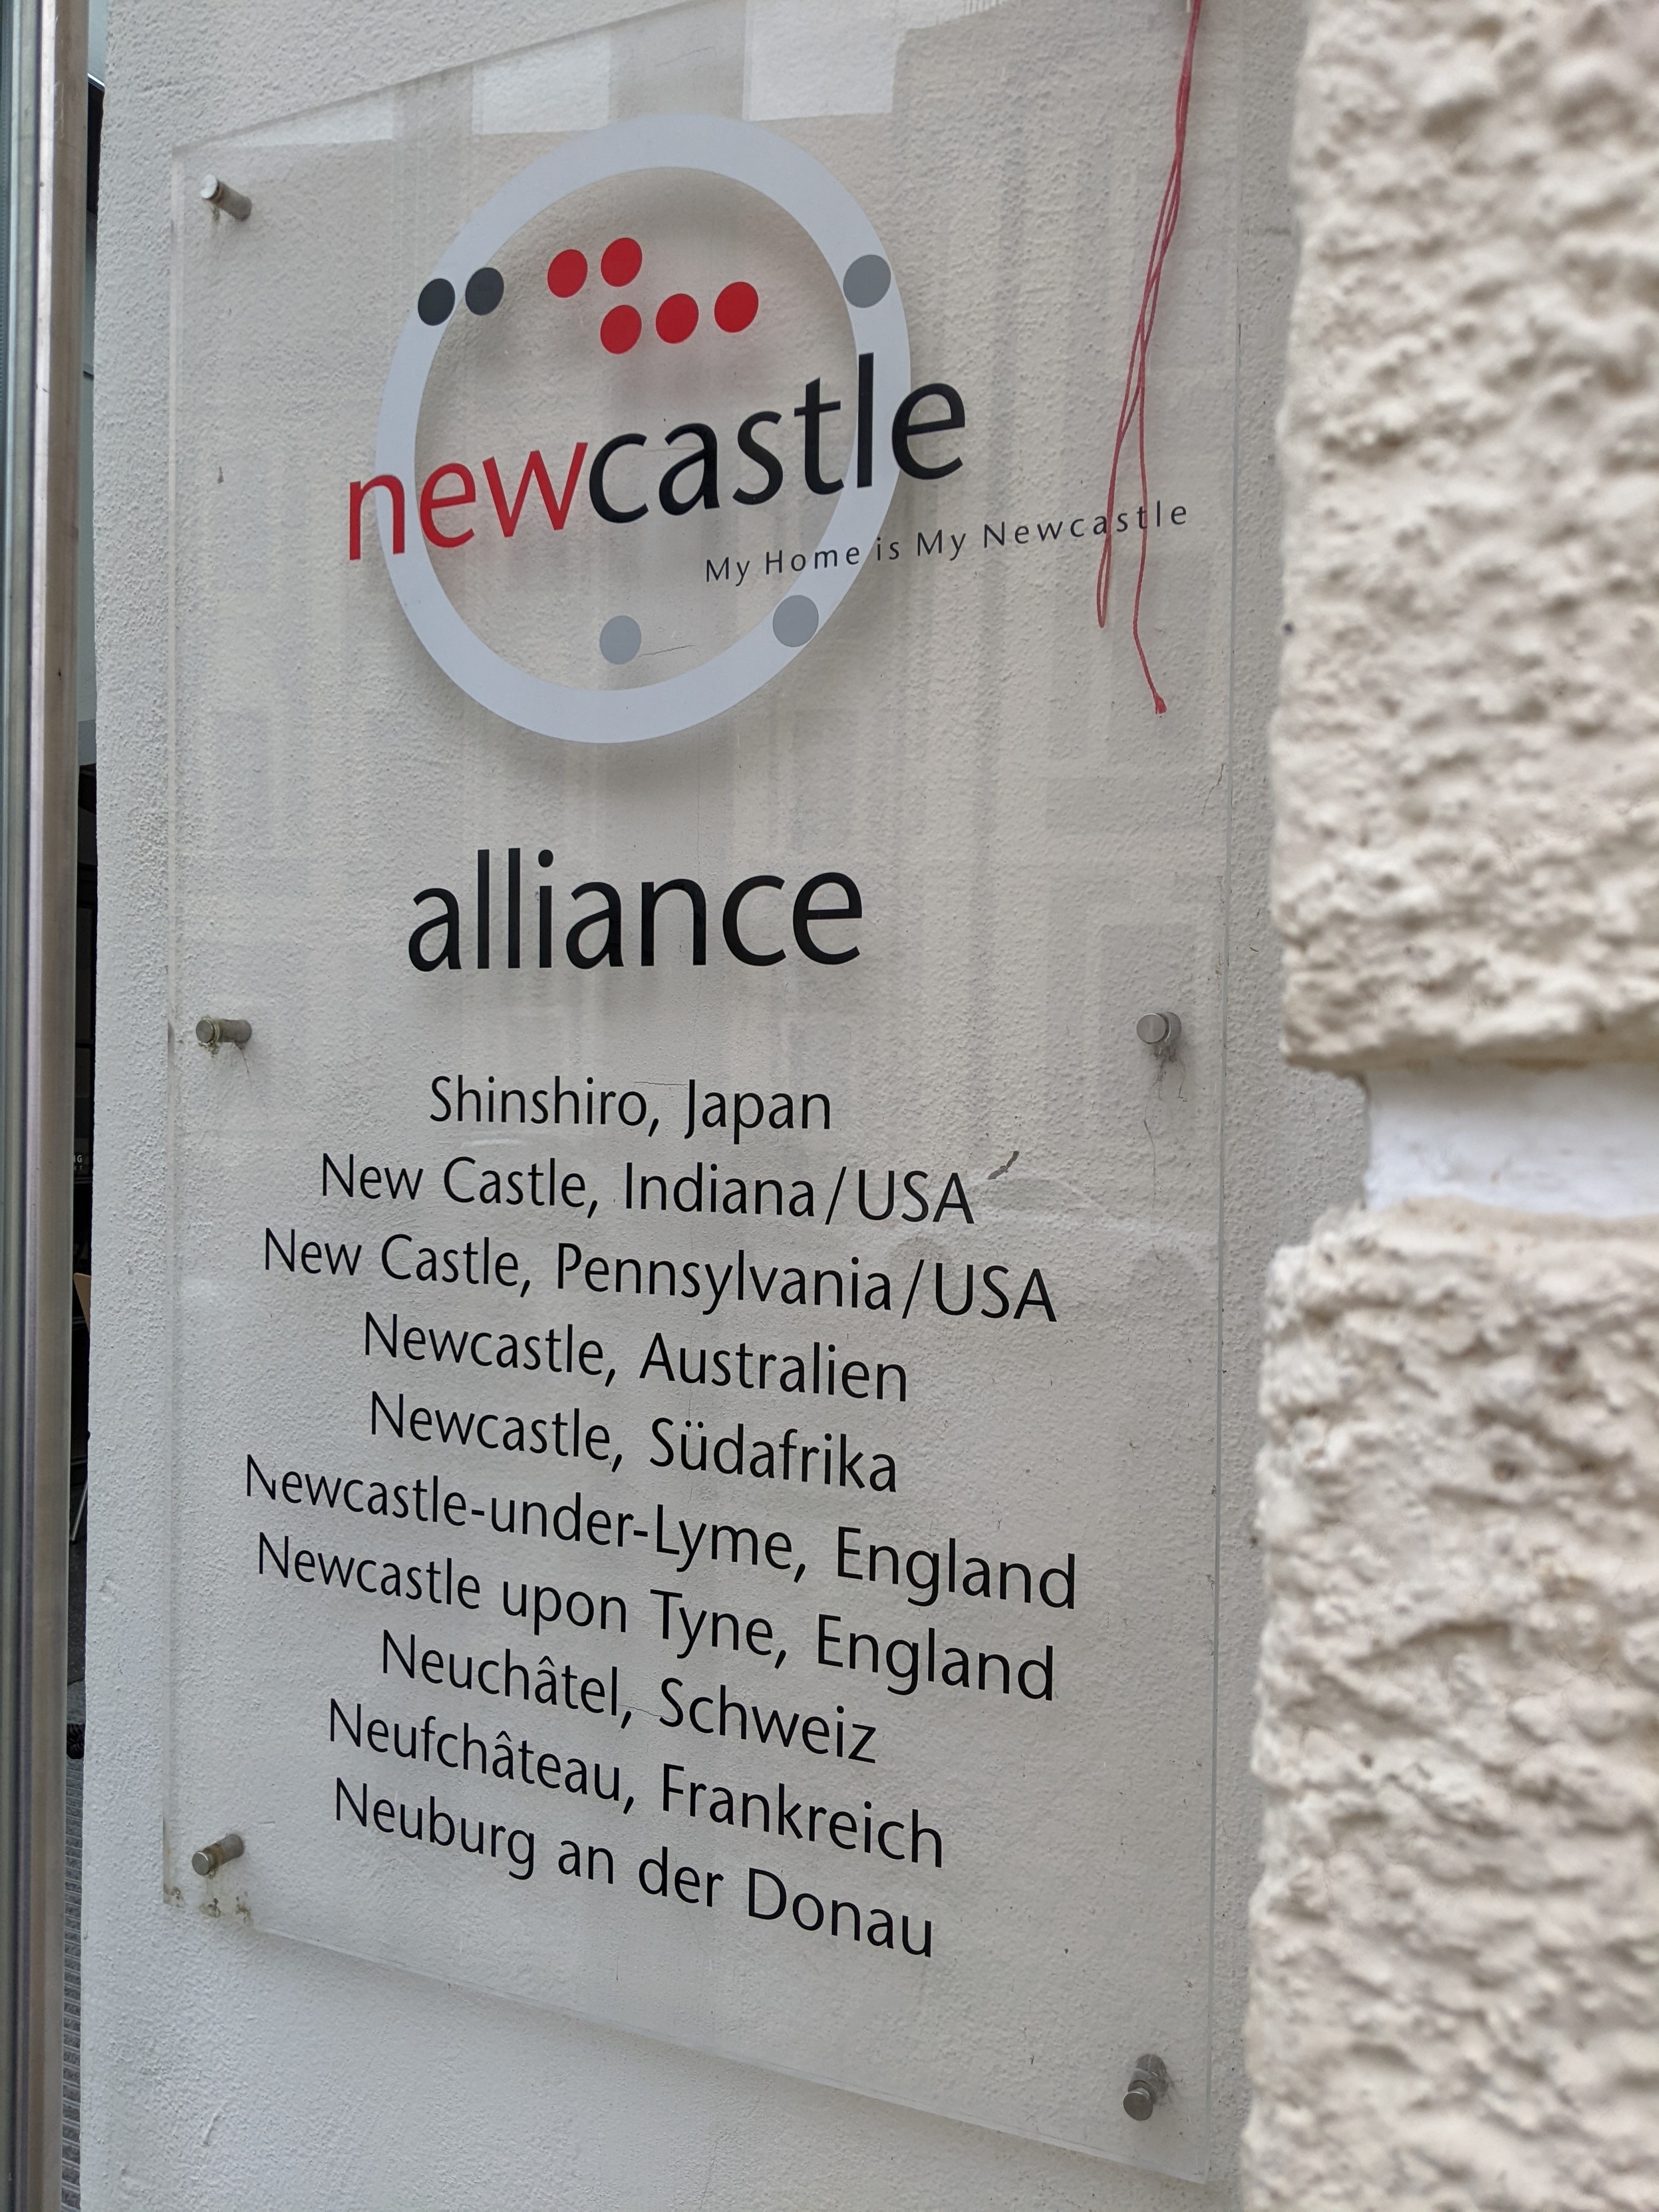 newcastle
My Home is My Newcastle
alliance
Shinshiro, Japan
New Castle, Indiana/USA
New Castle, Pennsylvania/USA
Newcastle, Australien
Newcastle, Südafrika
Newcastle-under-Lyme, England
Newcastle upon Tyne, England
Neuchâtel, Schweiz
Neufchâteau, Frankreich
Neuburg an der Donau